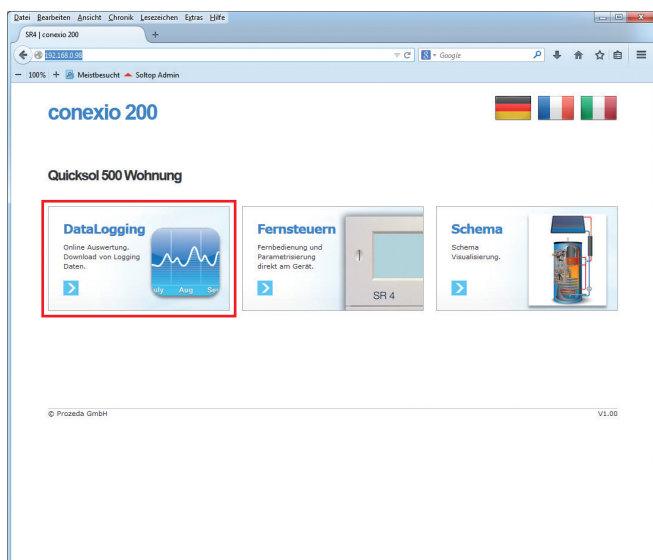 Datei Bearbeiten Ansicht Chronik Lesezeichen Extras Hilfe
SR4 | conexio 200
192.168.0.98
Google
100% Meistbesucht Soltop Admin
conexio 200
Quicksol 500 Wohnung
DataLogging
Online Auswertung.
Download von Logging
Daten.
Aug
Fernsteuern
Fernbedienung und
Parametrisierung
direkt am Gerät.
SR 4
Schema
Schema
Visualisierung.
© Prozeda GmbH
V1.00